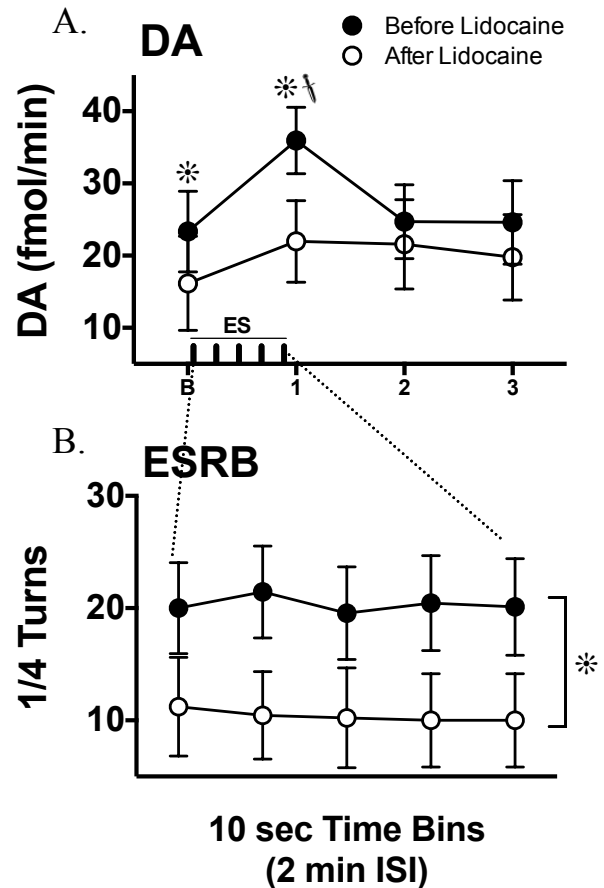 A.
DA
Before Lidocaine
After Lidocaine
DA (fmol/min)
40
30
20
10
ES
B 1 2 3
B.
ESRB
1/4 Turns
30
20
10
10 sec Time Bins
(2 min ISI)